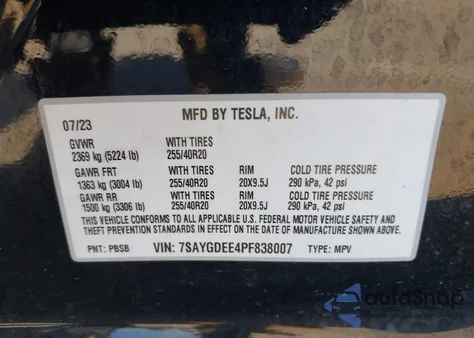 MFD BY TESLA, INC.
07/23
GVWR WITH TIRES
2369 kg (5224 lb) 255/40R20
GAWR FRT WITH TIRES RIM COLD TIRE PRESSURE
1363 kg (3004 lb) 255/40R20 20X9.5J 290 kPa, 42 psi
GAWR RR WITH TIRES RIM COLD TIRE PRESSURE
1500 kg (3306 lb) 255/40R20 20X9.5J 290 kPa, 42 psi
THIS VEHICLE CONFORMS TO ALL APPLICABLE U.S. FEDERAL MOTOR VEHICLE SAFETY AND
THEFT PREVENTION STANDARDS IN EFFECT ON THE DATE OF MANUFACTURE SHOWN ABOVE.
PNT: PBSB VIN: 7SAYGDEE4PF838007 TYPE: MPV
autoSnap